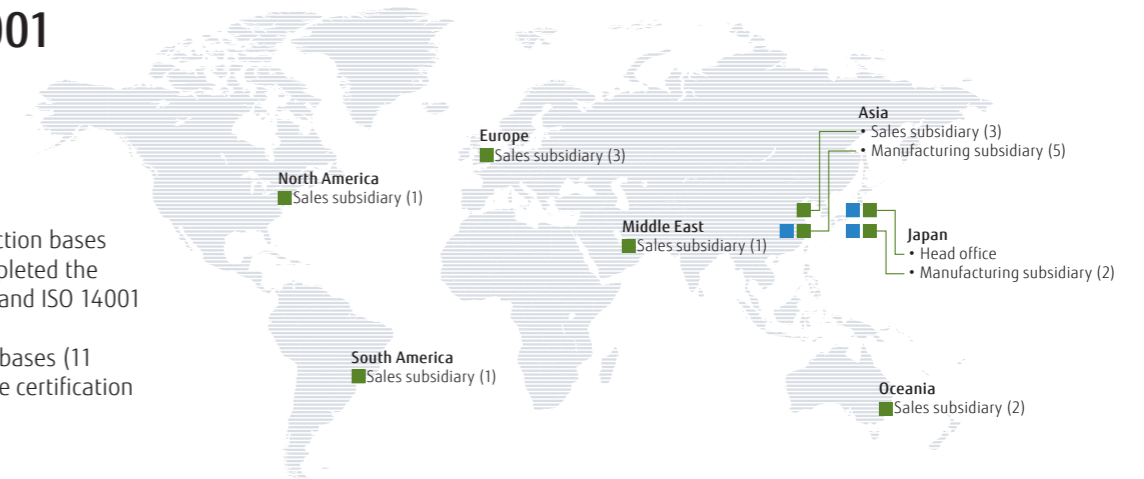 001
ction bases
pleted the
and ISO 14001
bases (11
e certification
Europe
Sales subsidiary (3)
North America
Sales subsidiary (1)
Middle East
Sales subsidiary (1)
South America
Sales subsidiary (1)
Asia
• Sales subsidiary (3)
• Manufacturing subsidiary (5)
Japan
• Head office
• Manufacturing subsidiary (2)
Oceania
Sales subsidiary (2)